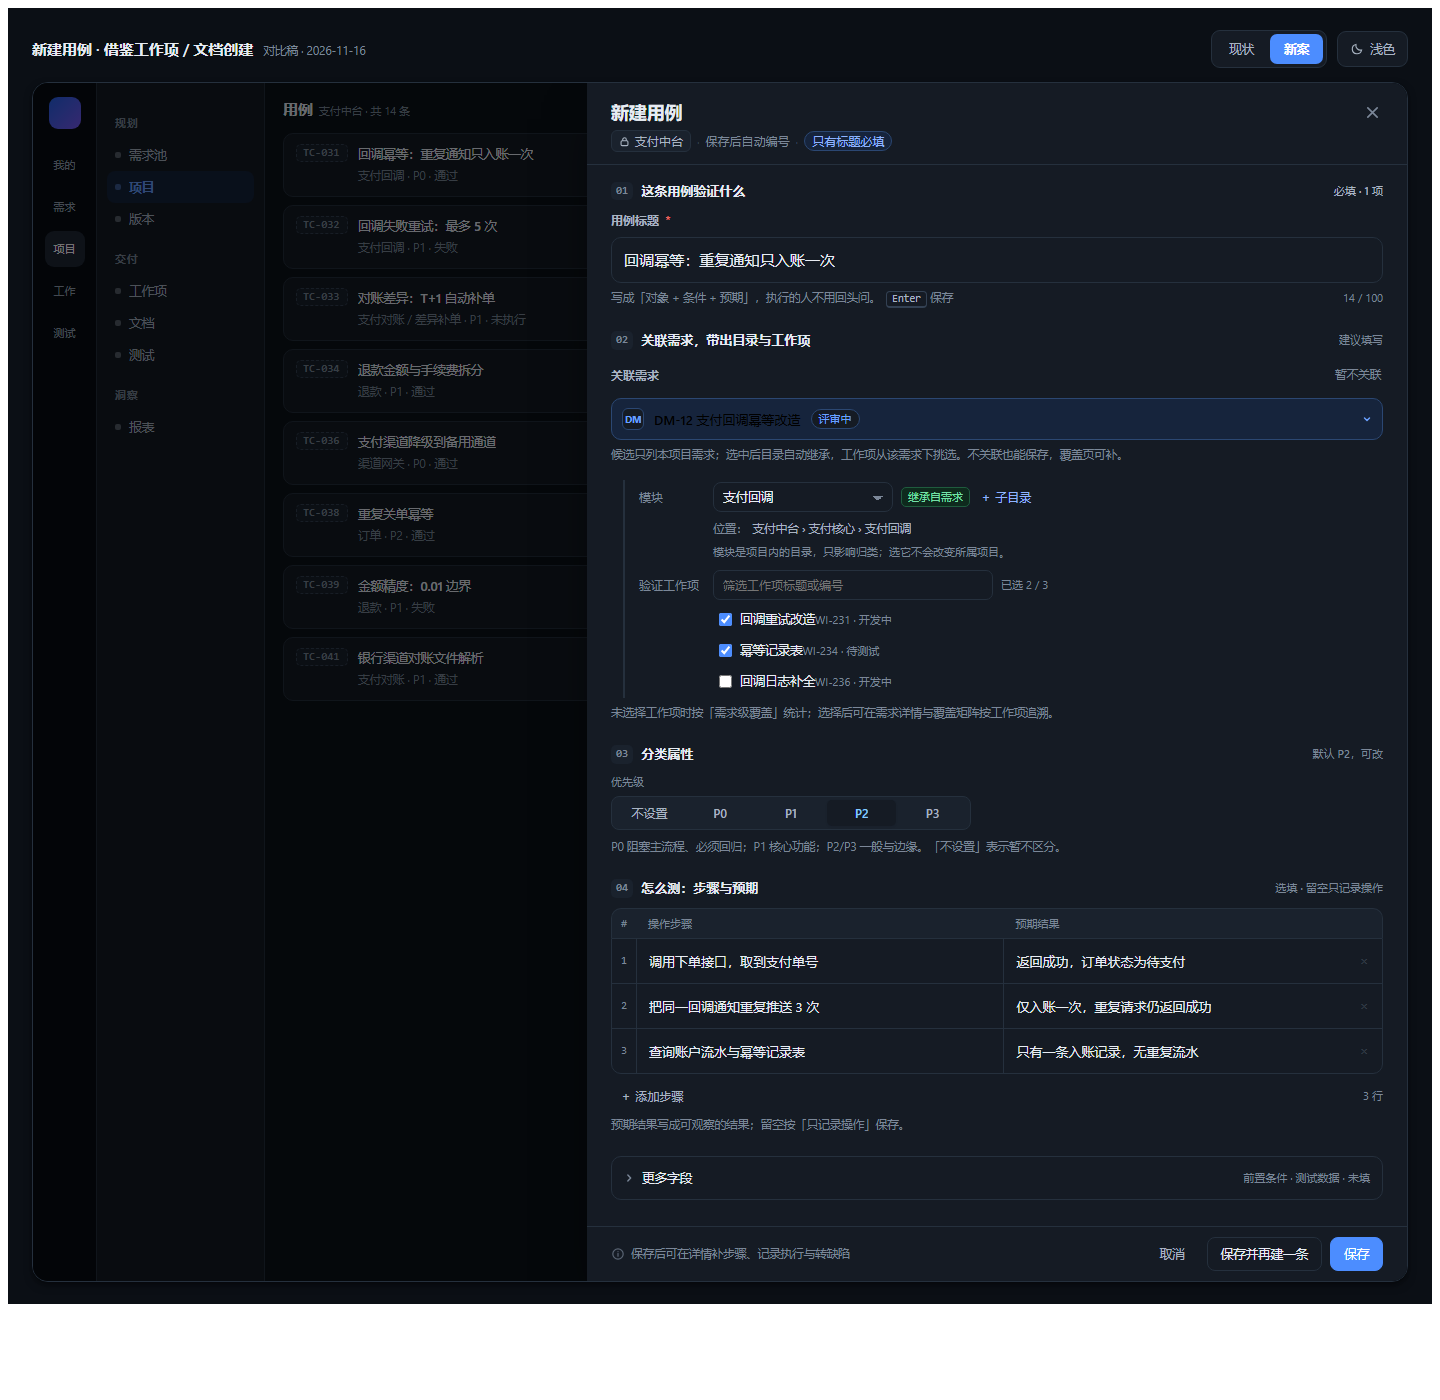 新建用例 · 借鉴工作项 / 文档创建 对比稿 · 2026-11-16
现状 新案 浅色
我的
需求
项目
工作
测试
规划
需求池
项目
版本
交付
工作项
文档
测试
洞察
报表
用例 支付中台 · 共 14 条
TC-031 回调幂等：重复通知只入账一次
支付回调 · P0 · 通过
TC-032 回调失败重试：最多 5 次
支付回调 · P1 · 失败
TC-033 对账差异：T+1 自动补单
支付对账 / 差异补单 · P1 · 未执行
TC-034 退款金额与手续费拆分
退款 · P1 · 通过
TC-036 支付渠道降级到备用通道
渠道网关 · P0 · 通过
TC-038 重复关单幂等
订单 · P2 · 通过
TC-039 金额精度：0.01 边界
退款 · P1 · 失败
TC-041 银行渠道对账文件解析
支付对账 · P1 · 通过
新建用例
支付中台 · 保存后自动编号 · 只有标题必填
01 这条用例验证什么 必填 · 1 项
用例标题 *
回调幂等：重复通知只入账一次
写成「对象 + 条件 + 预期」，执行的人不用回头问。 Enter 保存 14 / 100
02 关联需求，带出目录与工作项 建议填写
关联需求 暂不关联
DM DM-12 支付回调幂等改造 评审中
候选只列本项目需求；选中后目录自动继承，工作项从该需求下挑选。不关联也能保存，覆盖页可补。
模块 支付回调 继承自需求 + 子目录
位置： 支付中台 › 支付核心 › 支付回调
模块是项目内的目录，只影响归类；选它不会改变所属项目。
验证工作项 筛选工作项标题或编号 已选 2 / 3
回调重试改造WI-231 · 开发中
幂等记录表WI-234 · 待测试
回调日志补全WI-236 · 开发中
未选择工作项时按「需求级覆盖」统计；选择后可在需求详情与覆盖矩阵按工作项追溯。
03 分类属性 默认 P2，可改
优先级
不设置 P0 P1 P2 P3
P0 阻塞主流程、必须回归；P1 核心功能；P2/P3 一般与边缘。「不设置」表示暂不区分。
04 怎么测：步骤与预期 选填 · 留空只记录操作
# 操作步骤 预期结果
1 调用下单接口，取到支付单号 返回成功，订单状态为待支付 ×
2 把同一回调通知重复推送 3 次 仅入账一次，重复请求仍返回成功 ×
3 查询账户流水与幂等记录表 只有一条入账记录，无重复流水 ×
+ 添加步骤 3 行
预期结果写成可观察的结果；留空按「只记录操作」保存。
更多字段 前置条件 · 测试数据 · 未填
保存后可在详情补步骤、记录执行与转缺陷 取消 保存并再建一条 保存